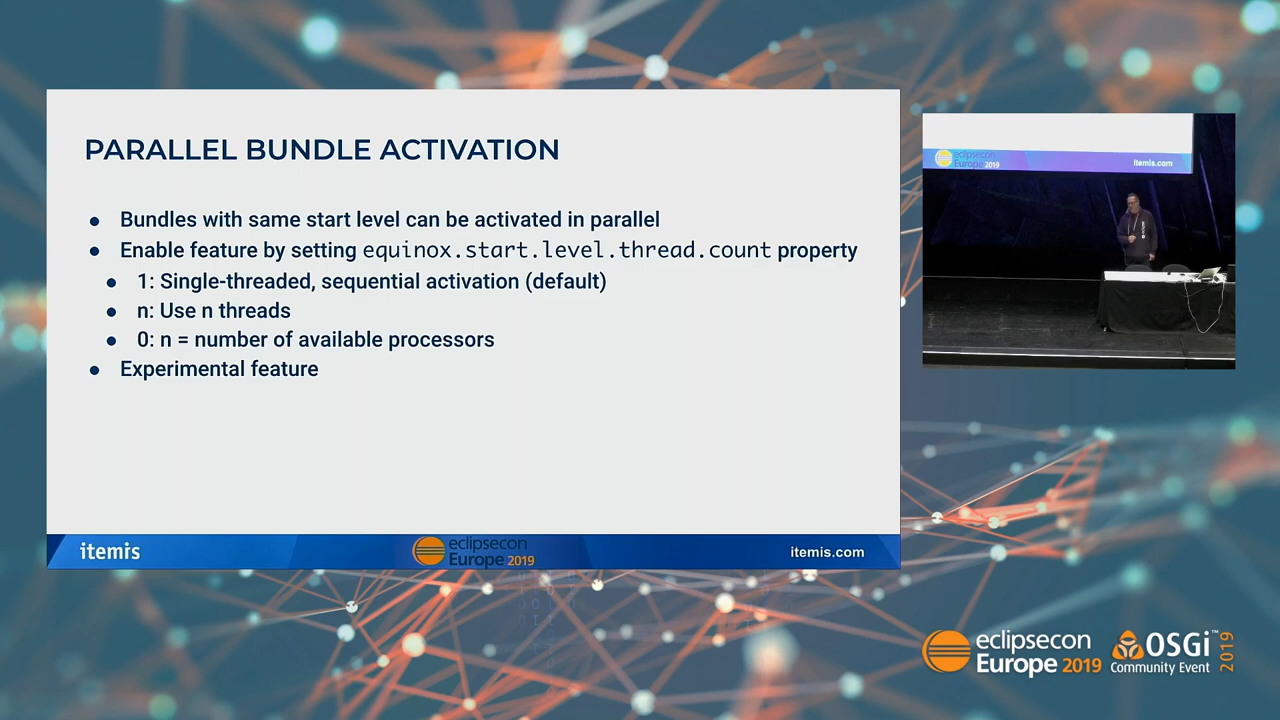 PARALLEL BUNDLE ACTIVATION
Bundles with same start level can be activated in parallel
Enable feature by setting equinox.start.level.thread.count property
1: Single-threaded, sequential activation (default)
n: Use n threads
0: n = number of available processors
Experimental feature
itemis
eclipsecon
Europe 2019
itemis.com
eclipsecon
Europe 2019
itemis.com
eclipsecon
Europe 2019
OSGi™
Community Event
2019